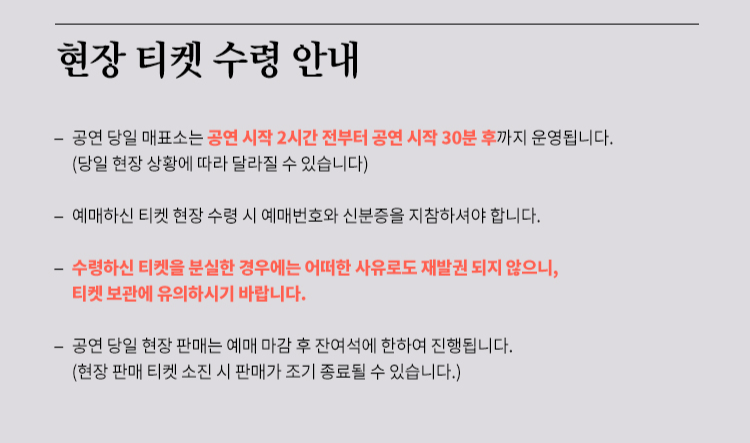 현장 티켓 수령 안내
– 공연 당일 매표소는 공연 시작 2시간 전부터 공연 시작 30분 후까지 운영됩니다.
(당일 현장 상황에 따라 달라질 수 있습니다)
– 예매하신 티켓 현장 수령 시 예매번호와 신분증을 지참하셔야 합니다.
– 수령하신 티켓을 분실한 경우에는 어떠한 사유로도 재발권 되지 않으니,
티켓 보관에 유의하시기 바랍니다.
– 공연 당일 현장 판매는 예매 마감 후 잔여석에 한하여 진행됩니다.
(현장 판매 티켓 소진 시 판매가 조기 종료될 수 있습니다.)